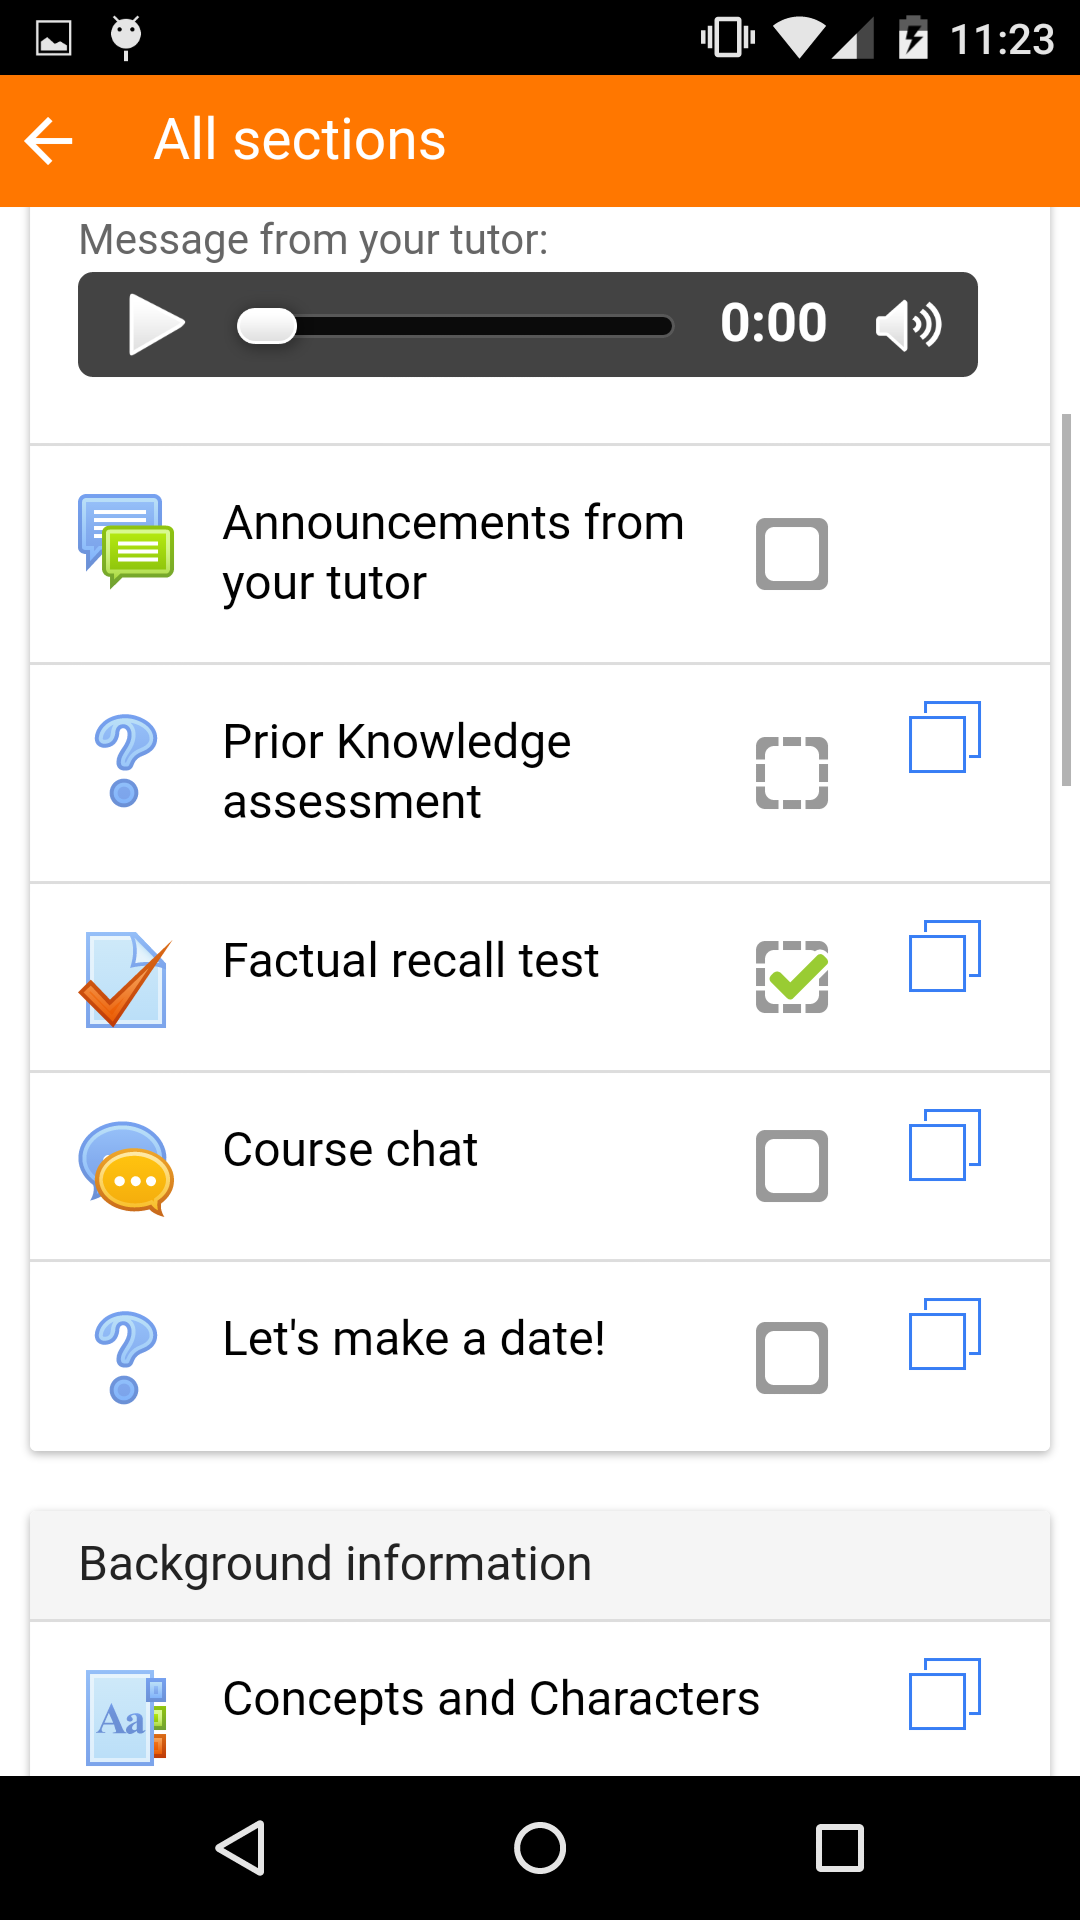 11:23
All sections
Message from your tutor:
0:00
Announcements from
your tutor
Prior Knowledge
assessment
Factual recall test
Course chat
Let's make a date!
Background information
Aa
Concepts and Characters